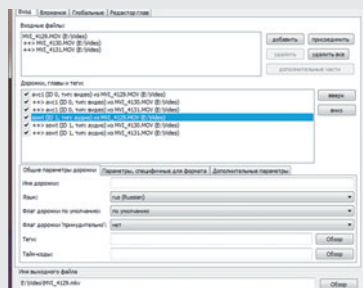 Вход Вложения Глобальные Редактор глав
Входные файлы:
MVI_4129.MOV (E:\Video)
++> MVI_4130.MOV (E:\Video)
++> MVI_4131.MOV (E:\Video)
добавить
присоединить
удалить
удалить все
дополнительные части
Дорожки, главы и теги:
avc1 (ID 0, тип: видео) из MVI_4129.MOV (E:\Video)
++> avc1 (ID 0, тип: видео) из MVI_4130.MOV (E:\Video)
++> avc1 (ID 0, тип: видео) из MVI_4131.MOV (E:\Video)
sowt (ID 1, тип: аудио) из MVI_4129.MOV (E:\Video)
++> sowt (ID 1, тип: аудио) из MVI_4130.MOV (E:\Video)
++> sowt (ID 1, тип: аудио) из MVI_4131.MOV (E:\Video)
вверх
вниз
Общие параметры дорожки Параметры, специфичные для формата Дополнительные параметры
Имя дорожки:
Язык: rus (Russian)
Флаг дорожки по умолчанию: по умолчанию
Флаг дорожки 'принудительно': нет
Теги: Обзор
Тайм-коды: Обзор
Имя выходного файла
E:\Video\MVI_4129.mkv Обзор